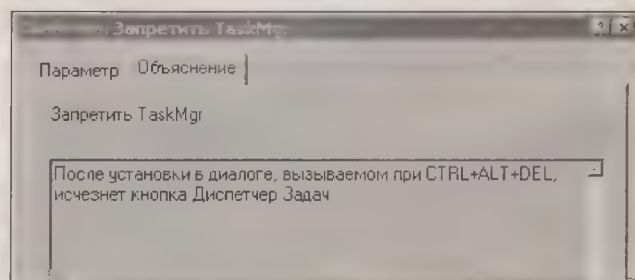 Запретить TaskMgr
Параметр Объяснение
Запретить TaskMgr
После установки в диалоге, вызываемом при CTRL+ALT+DEL,
исчезнет кнопка Диспетчер Задач